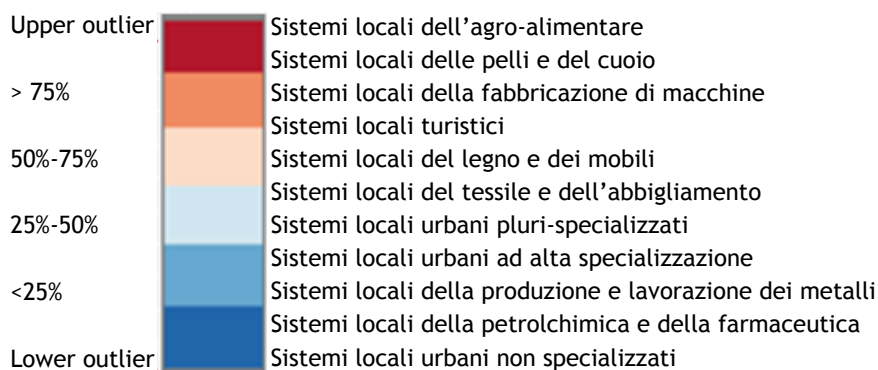 Upper outlier Sistemi locali dell’agro-alimentare
Sistemi locali delle pelli e del cuoio
> 75% Sistemi locali della fabbricazione di macchine
Sistemi locali turistici
50%-75% Sistemi locali del legno e dei mobili
Sistemi locali del tessile e dell’abbigliamento
25%-50% Sistemi locali urbani pluri-specializzati
Sistemi locali urbani ad alta specializzazione
<25% Sistemi locali della produzione e lavorazione dei metalli
Sistemi locali della petrolchimica e della farmaceutica
Lower outlier Sistemi locali urbani non specializzati